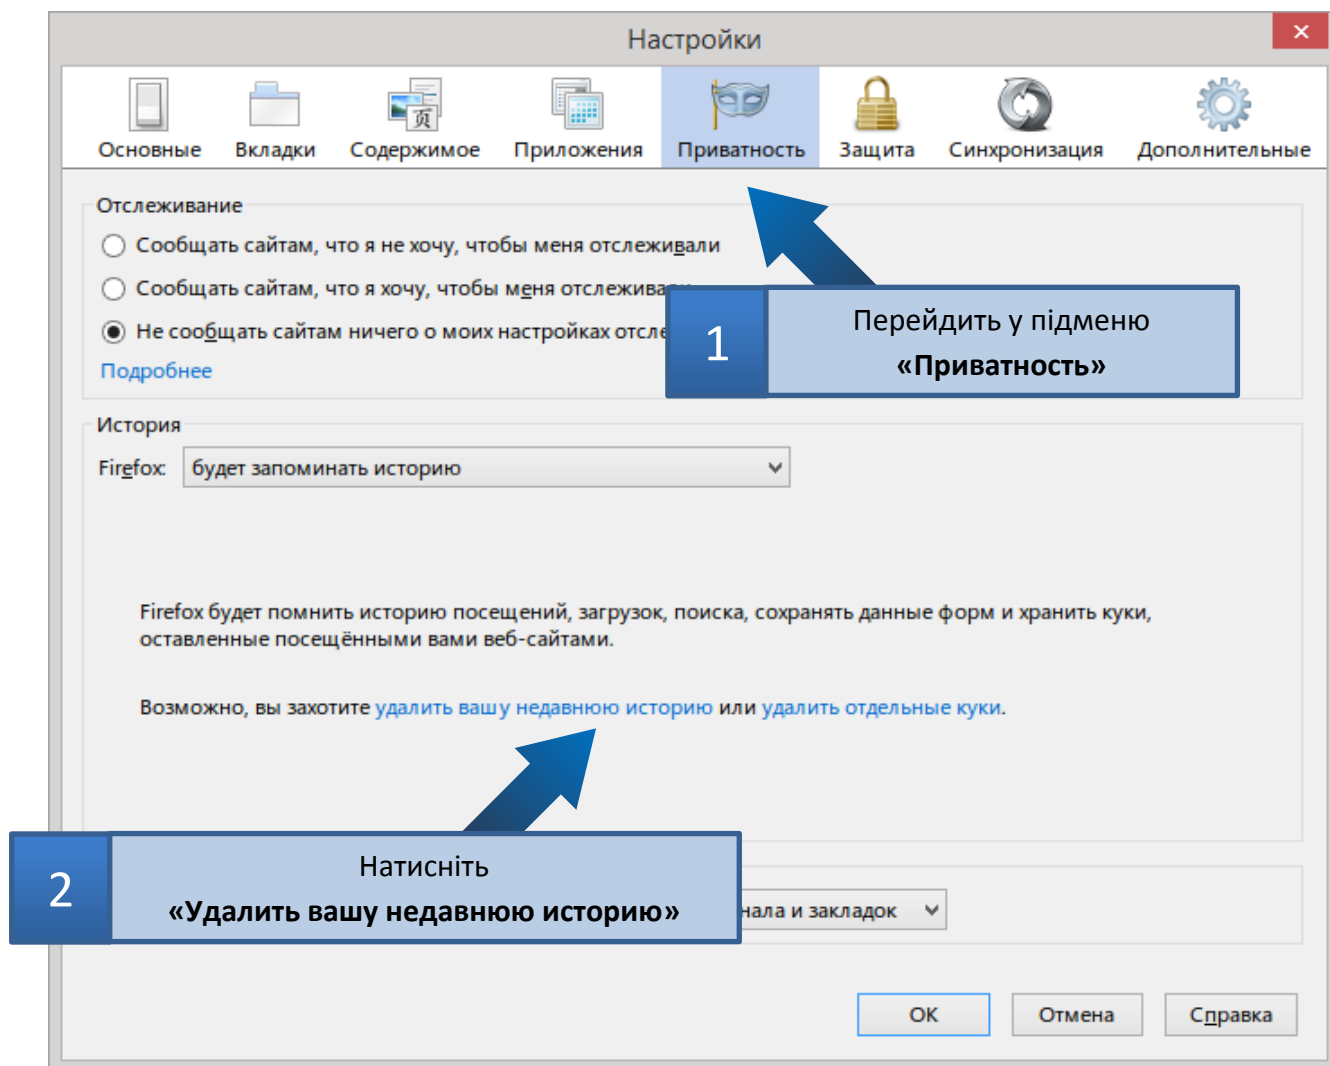 Настройки
Основные Вкладки Содержимое Приложения Приватность Защита Синхронизация Дополнительные
页
Отслеживание
Сообщать сайтам, что я не хочу, чтобы меня отслеживали
Сообщать сайтам, что я хочу, чтобы меня
Не сообщать сайтам ничего о моих настройках
Подробнее
1
Перейдить у підменю
«Приватность»
История
Firefox: будет запоминать историю
Firefox будет помнить историю посещений, загрузок, поиска, сохранять данные форм и хранить куки,
оставленные посещёнными вами веб-сайтами.
Возможно, вы захотите удалить вашу недавнюю историю или удалить отдельные куки.
2
Натисніть
«Удалить вашу недавнюю историю»
и закладок
ОК Отмена Справка